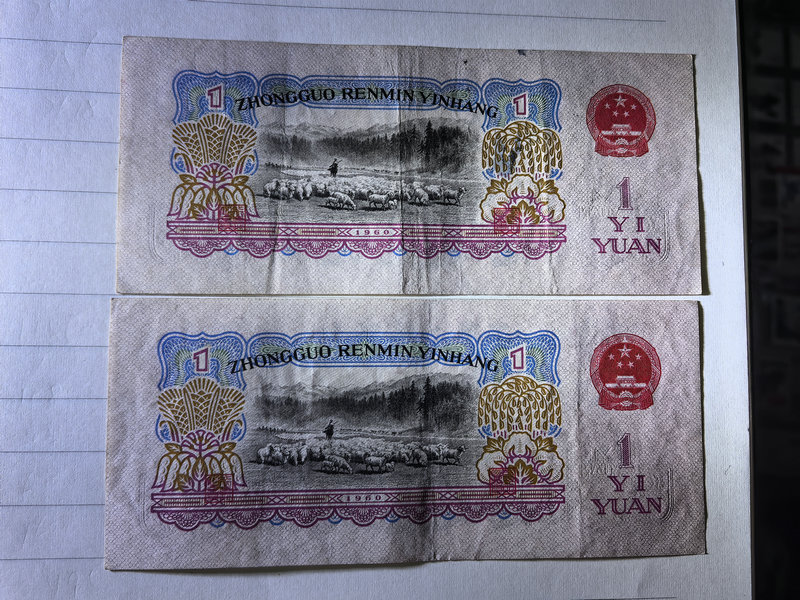 1 ZHONGGUO RENMIN YINHANG 1
1
YI
YUAN
1960
1 ZHONGGUO RENMIN YINHANG 1
1
YI
YUAN
1960